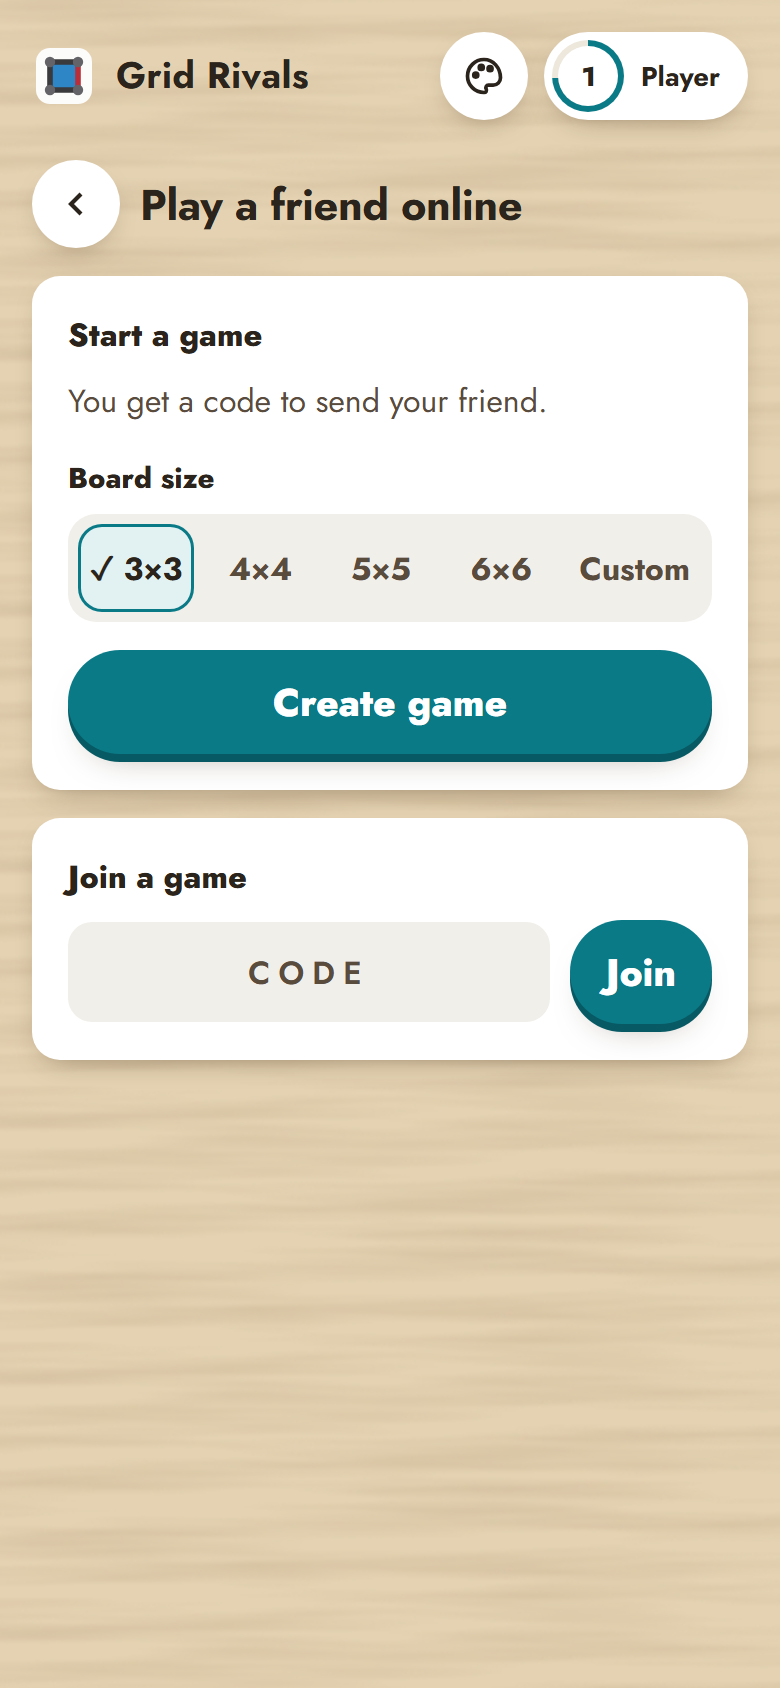 Grid Rivals
1 Player
Play a friend online
Start a game
You get a code to send your friend.
Board size
✓ 3×3 4×4 5×5 6×6 Custom
Create game
Join a game
CODE Join